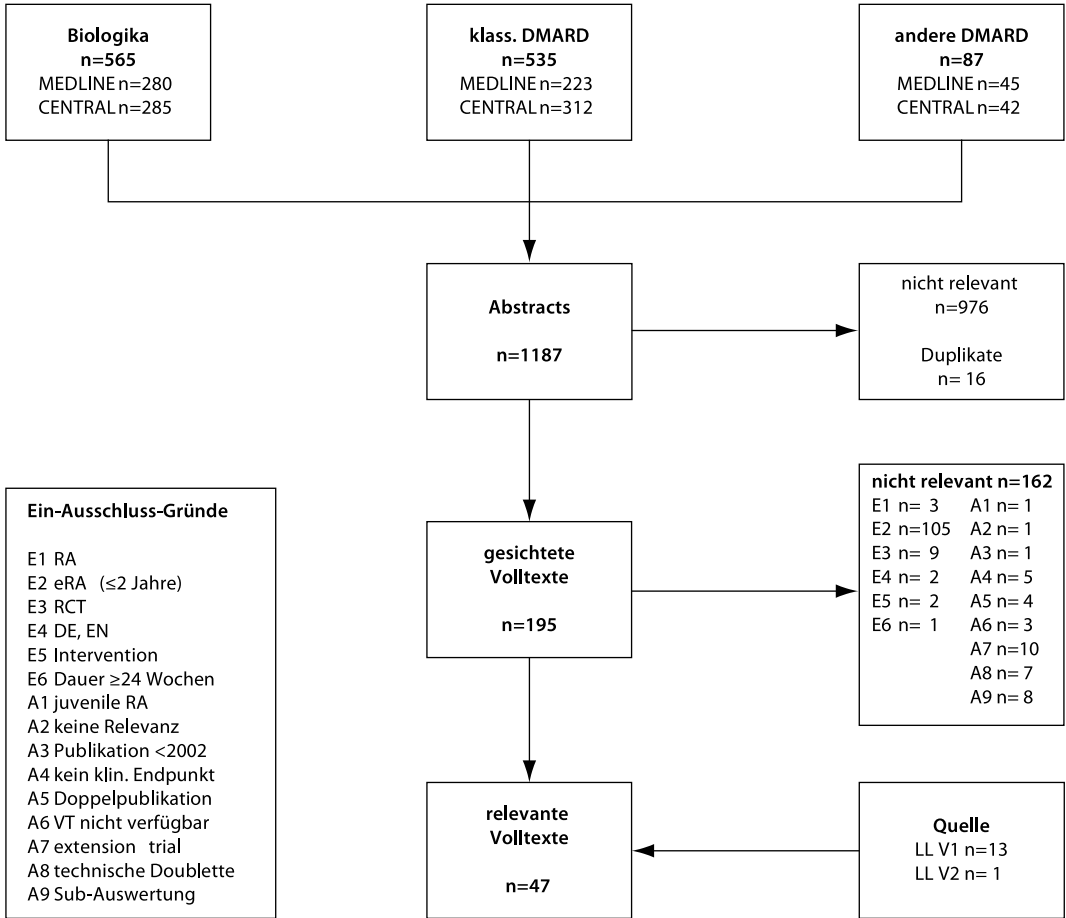 Biologika
n=565
MEDLINE n=280
CENTRAL n=285
klass. DMARD
n=535
MEDLINE n=223
CENTRAL n=312
andere DMARD
n=87
MEDLINE n=45
CENTRAL n=42
Abstracts
n=1187
nicht relevant
n=976
Duplikate
n= 16
Ein-Ausschluss-Gründe
E1 RA
E2 eRA (≤2 Jahre)
E3 RCT
E4 DE, EN
E5 Intervention
E6 Dauer ≥24 Wochen
A1 juvenile RA
A2 keine Relevanz
A3 Publikation <2002
A4 kein klin. Endpunkt
A5 Doppelpublikation
A6 VT nicht verfügbar
A7 extension trial
A8 technische Doublette
A9 Sub-Auswertung
gesichtete
Volltexte
n=195
nicht relevant n=162
E1 n= 3 A1 n= 1
E2 n=105 A2 n= 1
E3 n= 9 A3 n= 1
E4 n= 2 A4 n= 5
E5 n= 2 A5 n= 4
E6 n= 1 A6 n= 3
A7 n=10
A8 n= 7
A9 n= 8
relevante
Volltexte
n=47
Quelle
LL V1 n=13
LL V2 n= 1